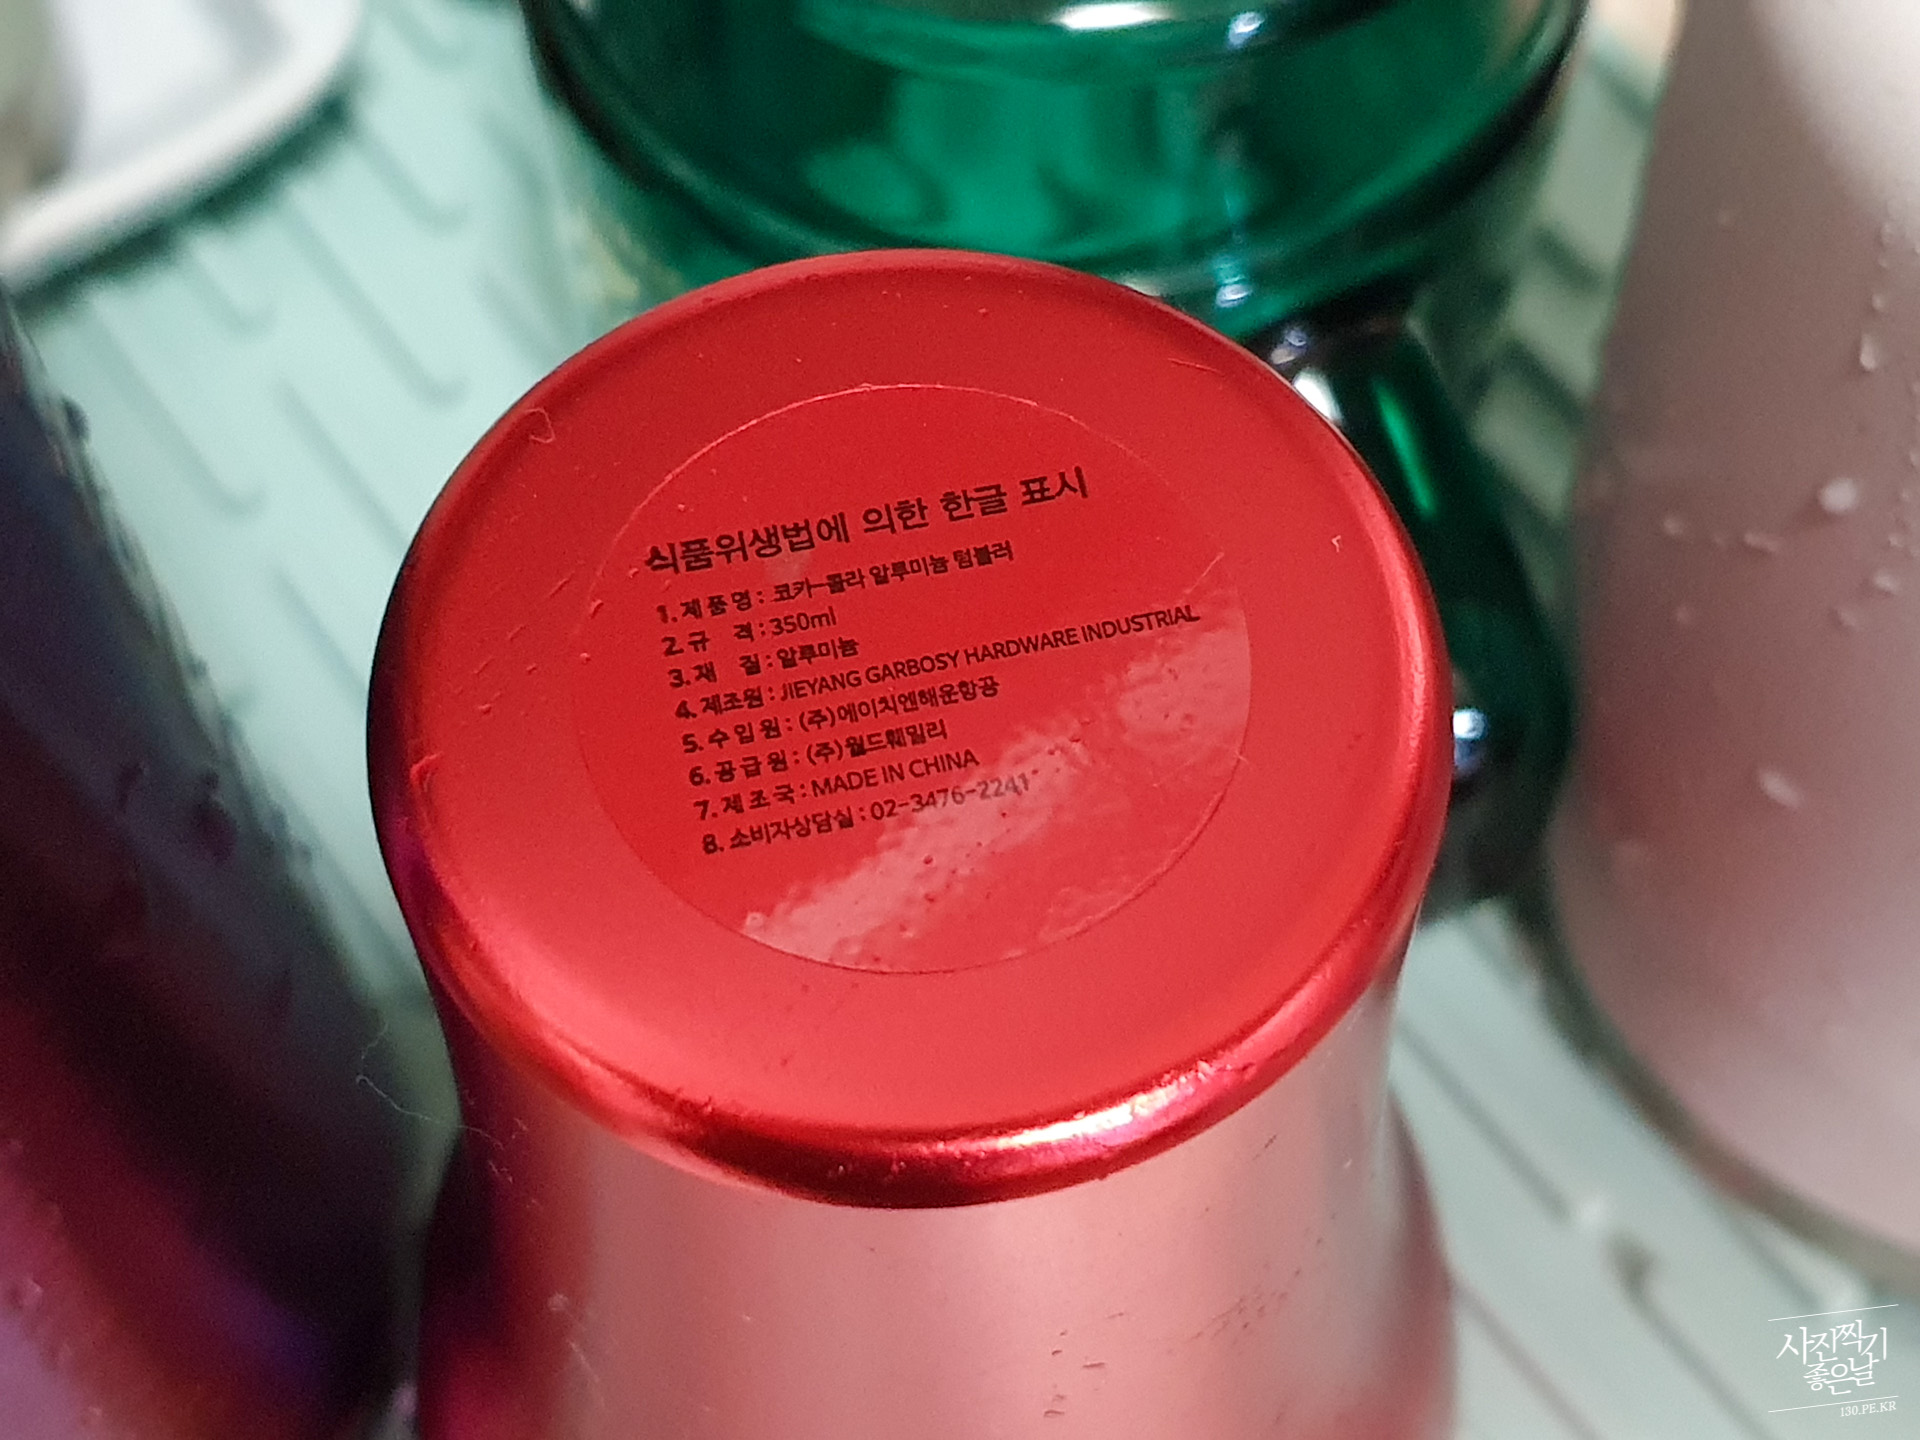 식품위생법에 의한 한글 표시
1. 제 품 명 : 코카-콜라 알루미늄 텀블러
2. 규 격 : 350ml
3. 재 질 : 알루미늄
4. 제조원 : JIEYANG GARBOSY HARDWARE INDUSTRIAL
5. 수 입 원 : (주)에이치엔해운항공
6. 공 급 원 : (주)월드훼밀리
7. 제 조 국 : MADE IN CHINA
8. 소비자상담실 : 02-3476-2241
사진찍기
좋은날
130.PE.KR